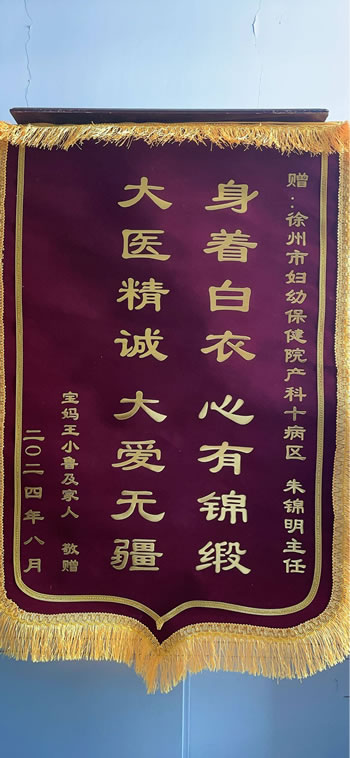 赠：徐州市妇幼保健院产科十病区 朱锦明主任
身着白衣 心有锦缎
大医精诚 大爱无疆
宝妈王小鲁及家人 敬赠
二〇二四年八月